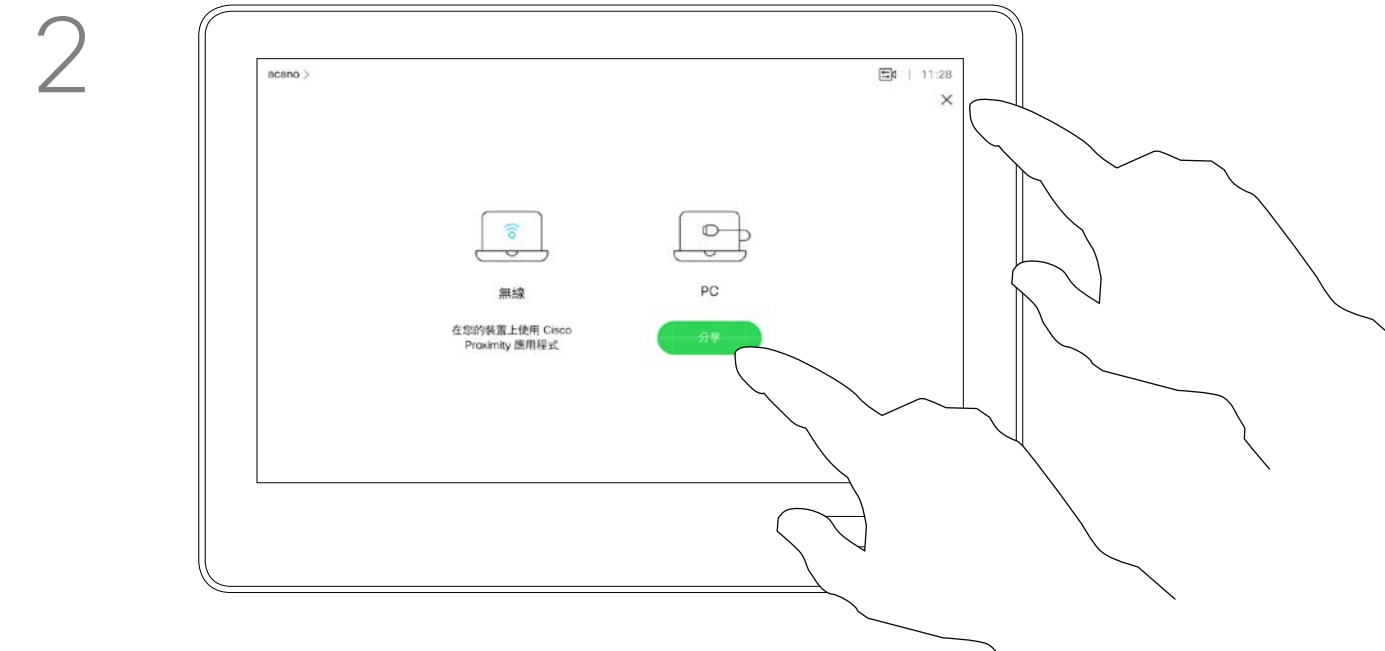 2
acano >
11:28
無線
PC
在您的裝置上使用 Cisco
Proximity 應用程式
分享